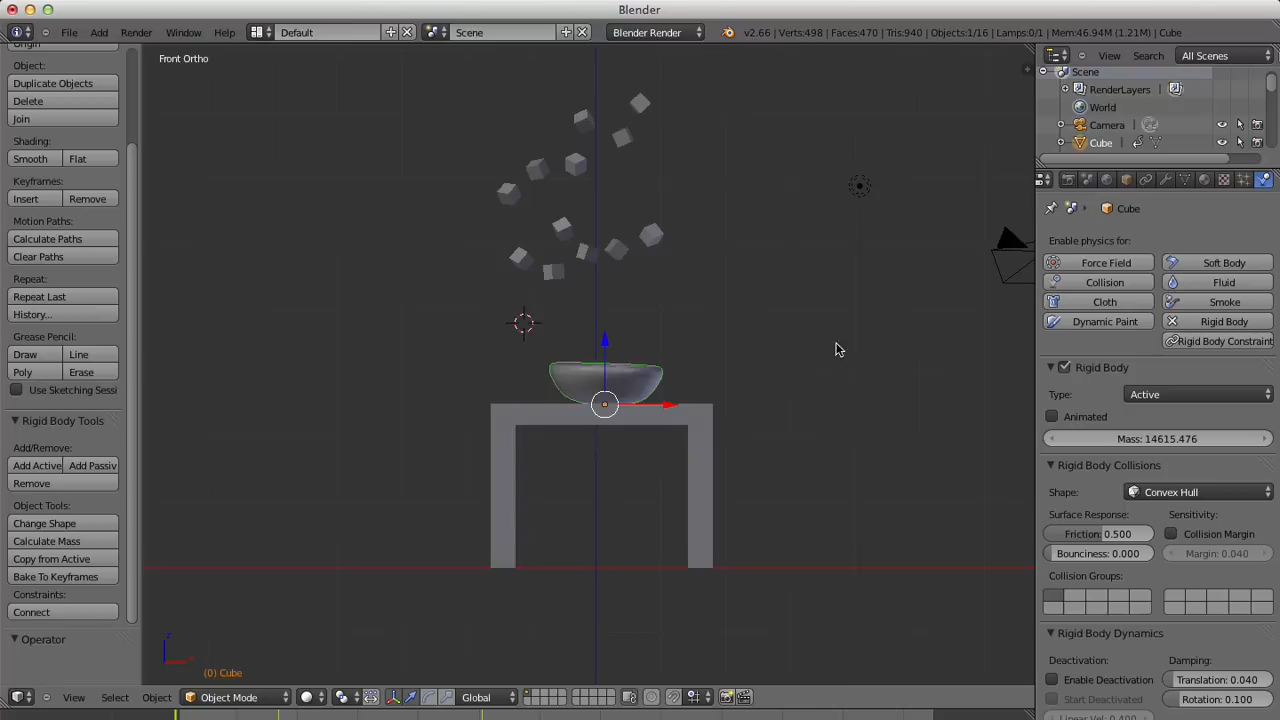 Blender
File Add Render Window Help Default Scene Blender Render v2.66 | Verts:498 | Faces:470 | Tris:940 | Objects:1/16 | Lamps:0/1 | Mem:46.94M (1.21M) | Cube
Origin
Object:
Duplicate Objects
Delete
Join
Shading:
Smooth Flat
Keyframes:
Insert Remove
Motion Paths:
Calculate Paths
Clear Paths
Repeat:
Repeat Last
History...
Grease Pencil:
Draw Line
Poly Erase
Use Sketching Sessi
Rigid Body Tools
Add/Remove:
Add Active Add Passiv
Remove
Object Tools:
Change Shape
Calculate Mass
Copy from Active
Bake To Keyframes
Constraints:
Connect
Operator
Front Ortho
z
x
(0) Cube
View Select Object Object Mode Global
View Search All Scenes
Scene
RenderLayers |
World
Camera |
Cube |
Cube
Enable physics for:
Force Field Soft Body
Collision Fluid
Cloth Smoke
Dynamic Paint Rigid Body
Rigid Body Constraint
Rigid Body
Type: Active
Animated
Mass: 14615.476
Rigid Body Collisions
Shape: Convex Hull
Surface Response: Sensitivity:
Friction: 0.500 Collision Margin
Bounciness: 0.000 Margin: 0.040
Collision Groups:
Rigid Body Dynamics
Deactivation: Damping:
Enable Deactivation Translation: 0.040
Start Deactivated Rotation: 0.100
Linear Vel: 0.400